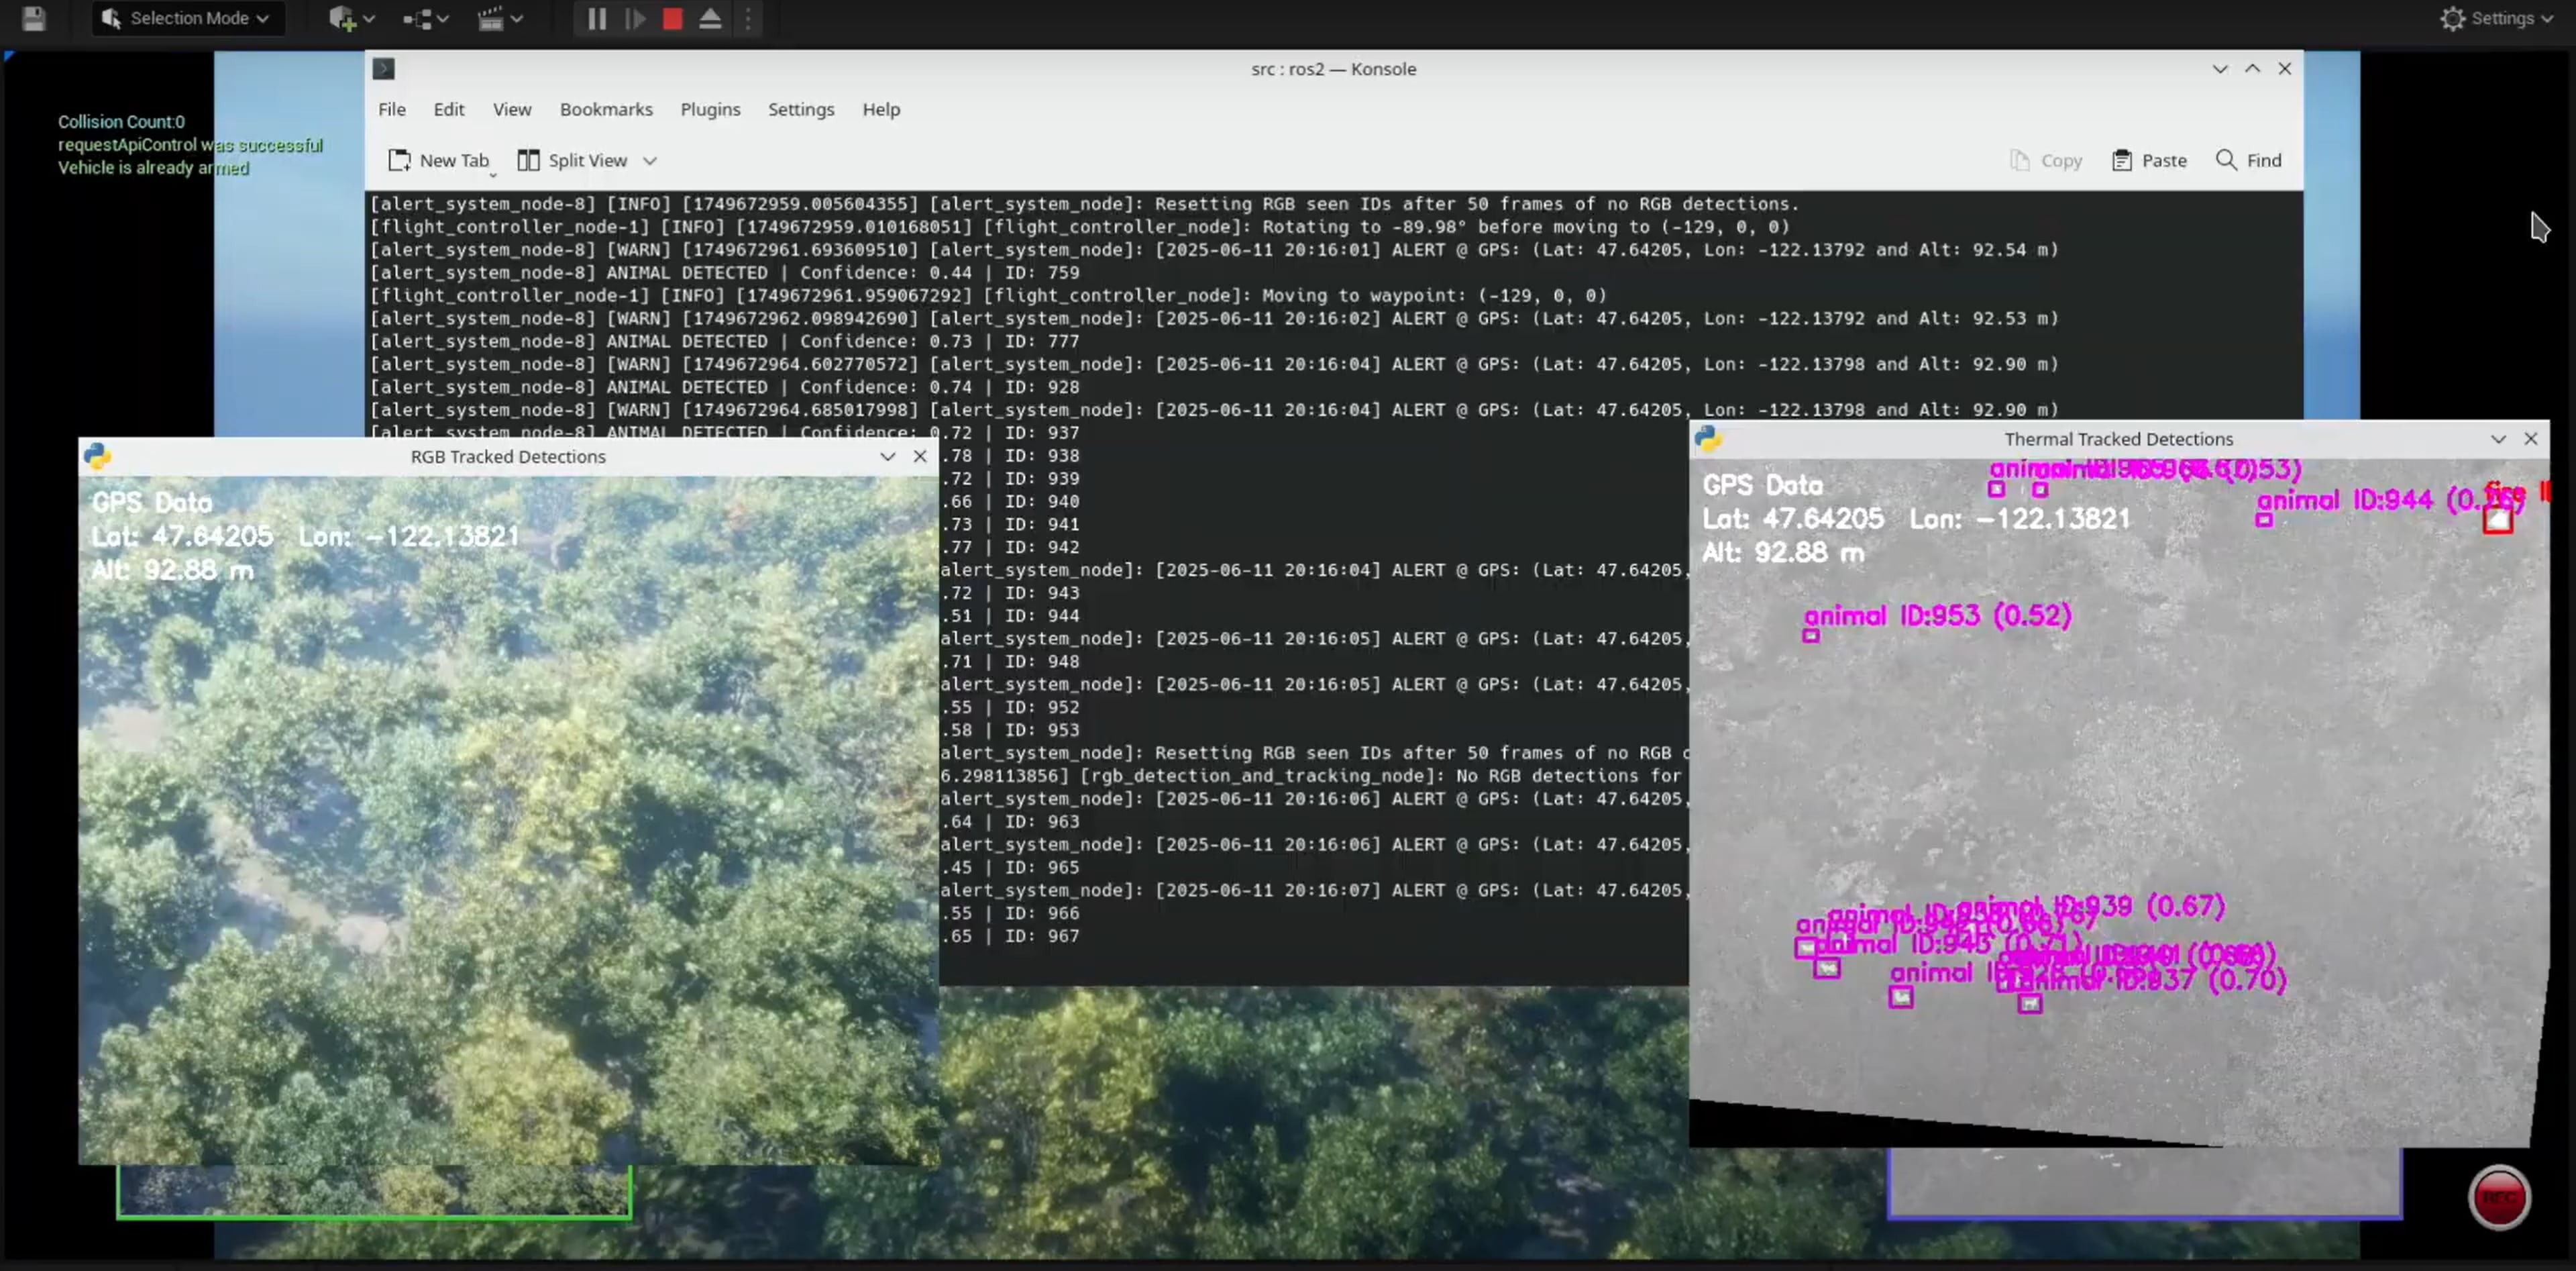 Selection Mode
Settings
src : ros2 — Konsole
File Edit View Bookmarks Plugins Settings Help
New Tab Split View Copy Paste Find
Collision Count:0
requestApiControl was successful
Vehicle is already armed
[alert_system_node-8] [INFO] [1749672959.005604355] [alert_system_node]: Resetting RGB seen IDs after 50 frames of no RGB detections.
[flight_controller_node-1] [INFO] [1749672959.010168051] [flight_controller_node]: Rotating to -89.98° before moving to (-129, 0, 0)
[alert_system_node-8] [WARN] [1749672961.693609510] [alert_system_node]: [2025-06-11 20:16:01] ALERT @ GPS: (Lat: 47.64205, Lon: -122.13792 and Alt: 92.54 m)
[alert_system_node-8] ANIMAL DETECTED | Confidence: 0.44 | ID: 759
[flight_controller_node-1] [INFO] [1749672961.959067292] [flight_controller_node]: Moving to waypoint: (-129, 0, 0)
[alert_system_node-8] [WARN] [1749672962.098942690] [alert_system_node]: [2025-06-11 20:16:02] ALERT @ GPS: (Lat: 47.64205, Lon: -122.13792 and Alt: 92.53 m)
[alert_system_node-8] ANIMAL DETECTED | Confidence: 0.73 | ID: 777
[alert_system_node-8] [WARN] [1749672964.602770572] [alert_system_node]: [2025-06-11 20:16:04] ALERT @ GPS: (Lat: 47.64205, Lon: -122.13798 and Alt: 92.90 m)
[alert_system_node-8] ANIMAL DETECTED | Confidence: 0.74 | ID: 928
[alert_system_node-8] [WARN] [1749672964.685017998] [alert_system_node]: [2025-06-11 20:16:04] ALERT @ GPS: (Lat: 47.64205, Lon: -122.13798 and Alt: 92.90 m)
[alert_system_node-8] ANIMAL DETECTED | Confidence: 0.72 | ID: 937
.78 | ID: 938
.72 | ID: 939
.66 | ID: 940
.73 | ID: 941
.77 | ID: 942
alert_system_node]: [2025-06-11 20:16:04] ALERT @ GPS: (Lat: 47.64205,
.72 | ID: 943
.51 | ID: 944
alert_system_node]: [2025-06-11 20:16:05] ALERT @ GPS: (Lat: 47.64205,
.71 | ID: 948
alert_system_node]: [2025-06-11 20:16:05] ALERT @ GPS: (Lat: 47.64205,
.55 | ID: 952
.58 | ID: 953
alert_system_node]: Resetting RGB seen IDs after 50 frames of no RGB
6.298113856] [rgb_detection_and_tracking_node]: No RGB detections for
alert_system_node]: [2025-06-11 20:16:06] ALERT @ GPS: (Lat: 47.64205,
.64 | ID: 963
alert_system_node]: [2025-06-11 20:16:06] ALERT @ GPS: (Lat: 47.64205,
.45 | ID: 965
alert_system_node]: [2025-06-11 20:16:07] ALERT @ GPS: (Lat: 47.64205,
.55 | ID: 966
.65 | ID: 967
RGB Tracked Detections
GPS Data
Lat: 47.64205 Lon: -122.13821
Alt: 92.88 m
Thermal Tracked Detections
GPS Data
Lat: 47.64205 Lon: -122.13821
Alt: 92.88 m
animal ID:944
animal ID:953 (0.52)
ID:939 (0.67)
animal
(0.70)
REC